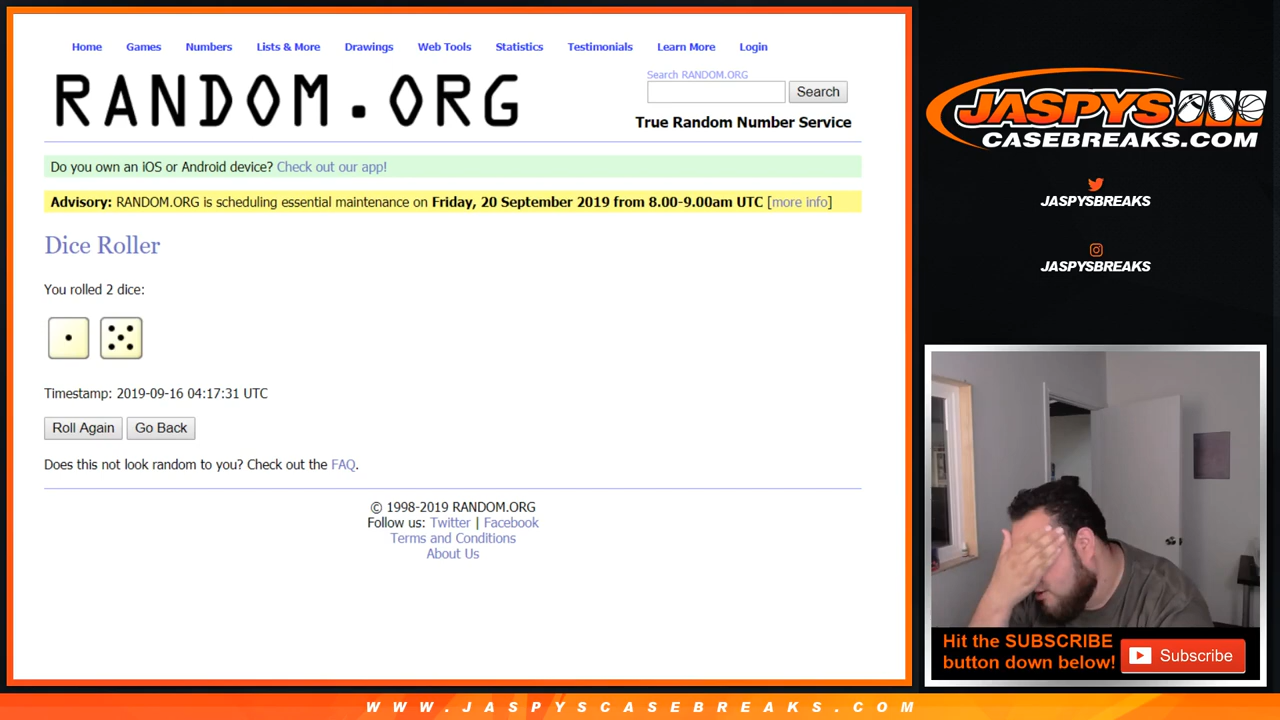 Home Games Numbers Lists & More Drawings Web Tools Statistics Testimonials Learn More Login
RANDOM.ORG
Search RANDOM.ORG
Search
True Random Number Service
Do you own an iOS or Android device? Check out our app!
Advisory: RANDOM.ORG is scheduling essential maintenance on Friday, 20 September 2019 from 8.00-9.00am UTC [more info]
Dice Roller
You rolled 2 dice:
Timestamp: 2019-09-16 04:17:31 UTC
Roll Again Go Back
Does this not look random to you? Check out the FAQ.
© 1998-2019 RANDOM.ORG
Follow us: Twitter | Facebook
Terms and Conditions
About Us
JASPYS
CASEBREAKS.COM
JASPYSBREAKS
JASPYSBREAKS
Hit the SUBSCRIBE
button down below!
Subscribe
WWW.JASPYSCASEBREAKS.COM